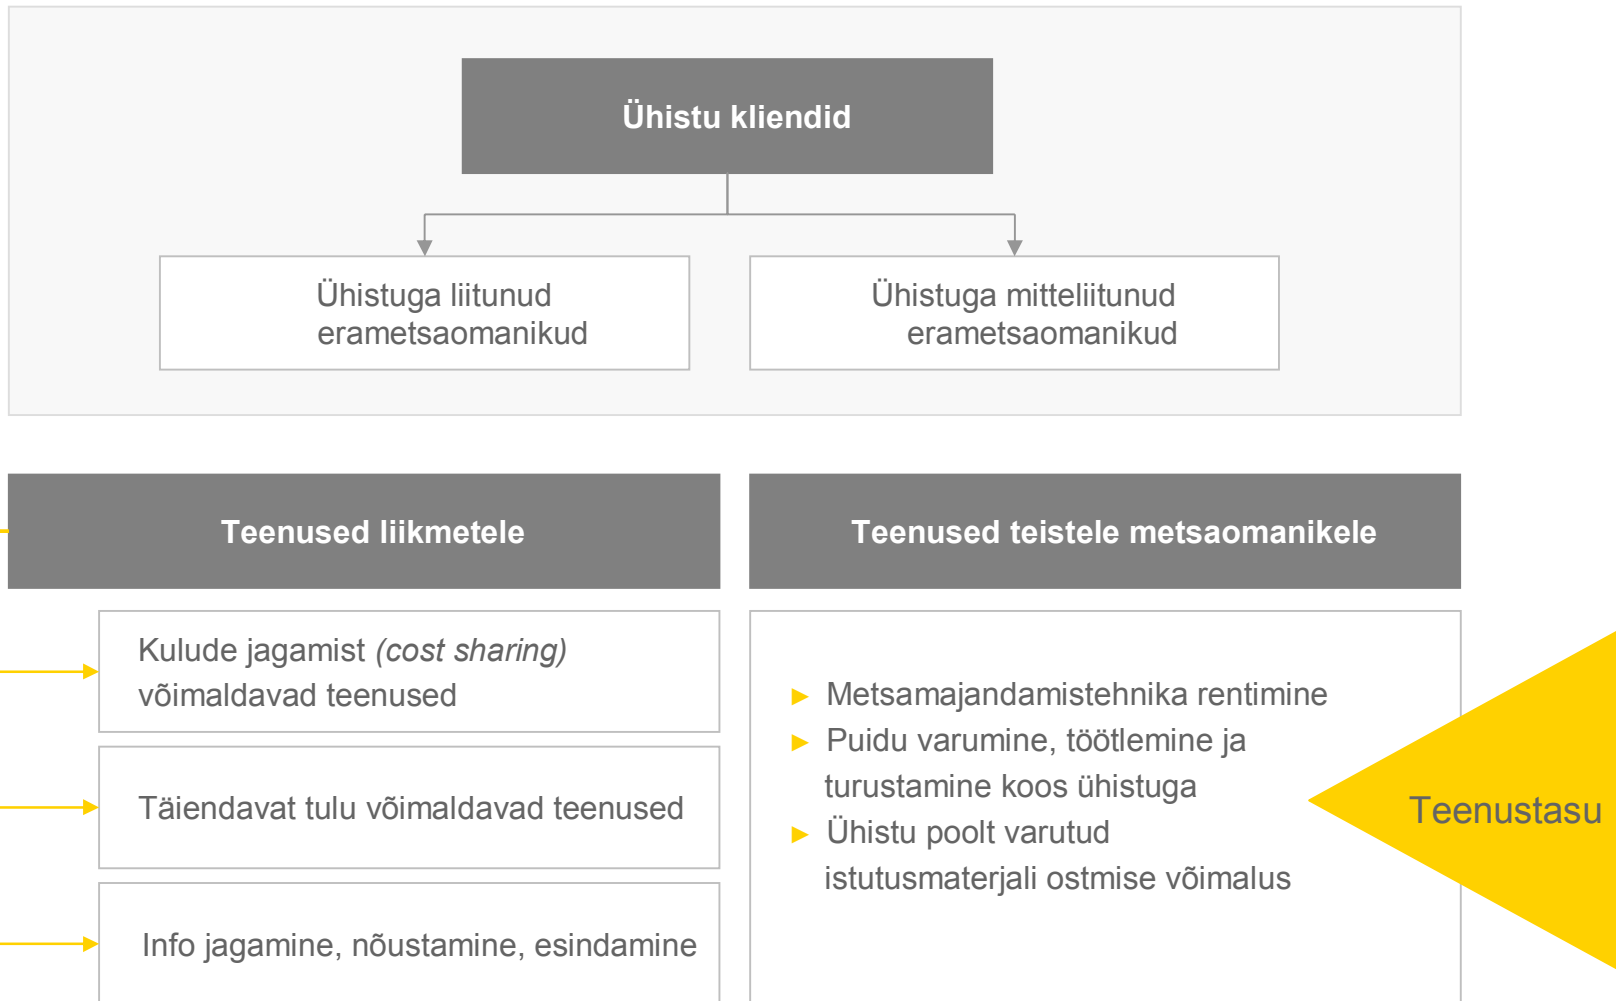 Ühistu kliendid
Ühistuga liitunud
erametsaomanikud
Ühistuga mitteliitunud
erametsaomanikud
Teenused liikmetele
Kulude jagamist (cost sharing)
võimaldavad teenused
Täiendavat tulu võimaldavad teenused
Info jagamine, nõustamine, esindamine
Teenused teistele metsaomanikele
► Metsamajandamistehnika rentimine
► Puidu varumine, töötlemine ja
turustamine koos ühistuga
► Ühistu poolt varutud
istutusmaterjali ostmise võimalus
Teenustasu